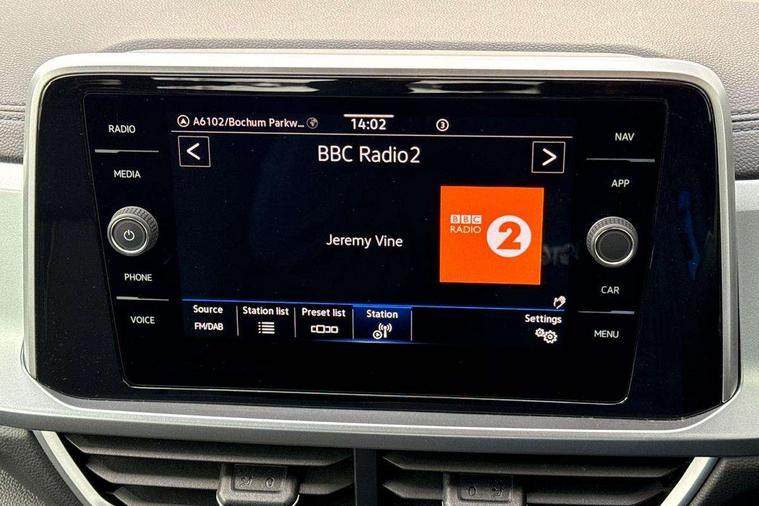 RADIO
MEDIA
PHONE
VOICE
A6102/Bochum Parkw...
14:02
3
BBC Radio2
Jeremy Vine
BBC
RADIO
2
Source
FM/DAB
Station list
Preset list
Station
Settings
NAV
APP
CAR
MENU